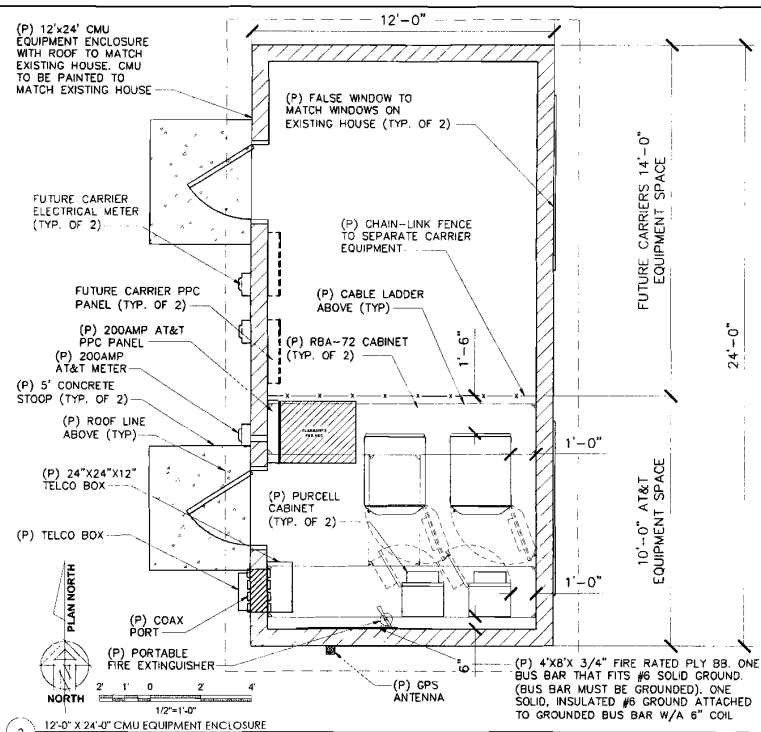 (P) 12'x24' CMU
EQUIPMENT ENCLOSURE
WITH ROOF TO MATCH
EXISTING HOUSE. CMU
TO BE PAINTED TO
MATCH EXISTING HOUSE
12'-0"
(P) FALSE WINDOW TO
MATCH WINDOWS ON
EXISTING HOUSE (TYP. OF 2)
FUTURE CARRIER
ELECTRICAL METER
(TYP. OF 2)
(P) CHAIN-LINK FENCE
TO SEPARATE CARRIER
EQUIPMENT
FUTURE CARRIERS 14'-0"
EQUIPMENT SPACE
24'-0"
FUTURE CARRIER PPC
PANEL (TYP. OF 2)
(P) CABLE LADDER
ABOVE (TYP)
(P) 200AMP AT&T
PPC PANEL
(P) RBA-72 CABINET
(TYP. OF 2)
1'-6"
(P) 200AMP
AT&T METER
(P) 5' CONCRETE
STOOP (TYP. OF 2)
(P) ROOF LINE
ABOVE (TYP)
CLEARANCE
PER NEC
1'-0"
(P) 24"X24"X12"
TELCO BOX
(P) PURCELL
CABINET
(TYP. OF 2)
10'-0" AT&T
EQUIPMENT SPACE
(P) TELCO BOX
1'-0"
PLAN NORTH
(P) COAX
PORT
(P) PORTABLE
FIRE EXTINGUISHER
6"
NORTH
2' 1' 0 2' 4'
1/2"=1'-0"
(P) GPS
ANTENNA
(P) 4'X8'X 3/4" FIRE RATED PLY BB. ONE
BUS BAR THAT FITS #6 SOLID GROUND.
(BUS BAR MUST BE GROUNDED). ONE
SOLID, INSULATED #6 GROUND ATTACHED
TO GROUNDED BUS BAR W/A 6" COIL
12'-0" X 24'-0" CMU EQUIPMENT ENCLOSURE